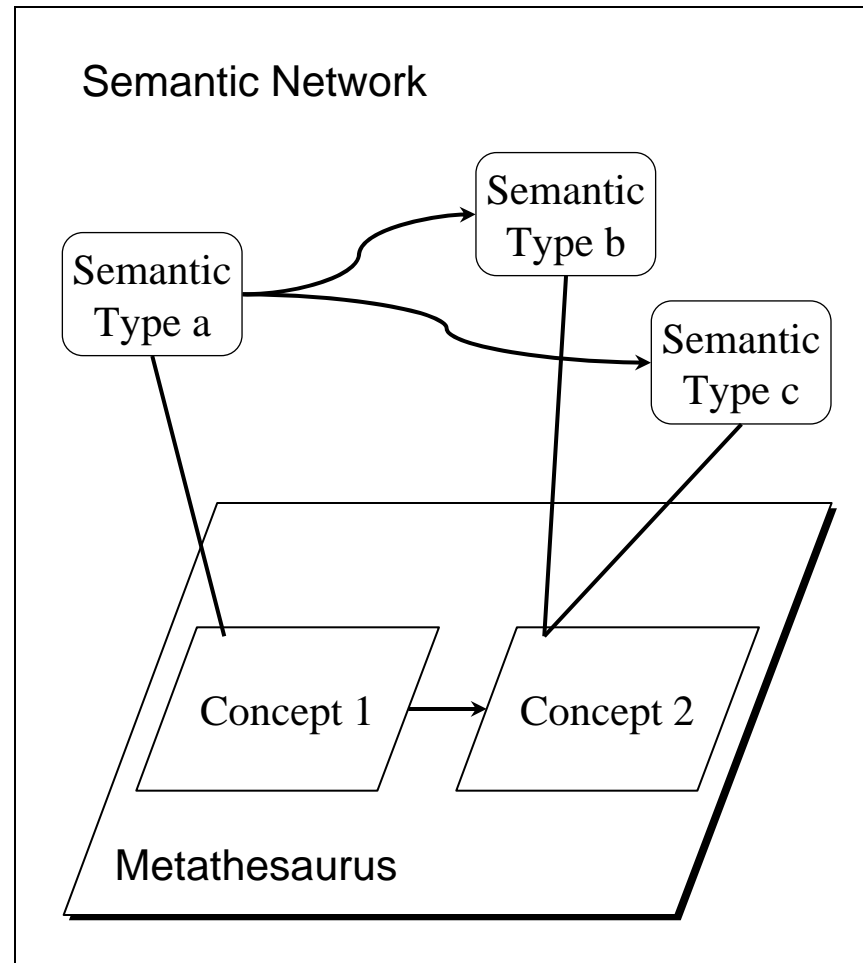 Semantic Network
Semantic
Type b
Semantic
Type a
Semantic
Type c
Concept 1
Concept 2
Metathesaurus